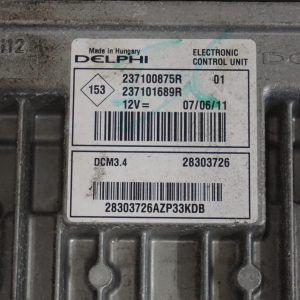 Made in Hungary
DELPHI
ELECTRONIC
CONTROL UNIT
153
237100875R 01
237101689R
12V= 07/06/11
DCM3.4 28303726
28303726AZP33KDB